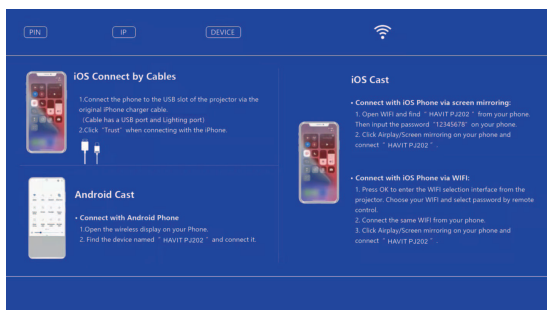 PIN
IP
DEVICE
iOS Connect by Cables
1.Connect the phone to the USB slot of the projector via the
original iPhone charger cable.
(Cable has a USB port and Lighting port)
2.Click "Trust" when connecting with the iPhone.
Android Cast
• Connect with Android Phone
1.Open the wireless display on your Phone.
2. Find the device named " HAVIT PJ202 " and connect it.
iOS Cast
• Connect with iOS Phone via screen mirroring:
1. Open WIFI and find " HAVIT PJ202 " from your phone.
Then input the password "12345678" on your phone.
2. Click Airplay/Screen mirroring on your phone and
connect " HAVIT PJ202 " .
• Connect with iOS Phone via WIFI:
1. Press OK to enter the WIFI selection interface from the
projector. Choose your WIFI and select password by remote
control.
2. Connect the same WIFI from your phone.
3. Click Airplay/Screen mirroring on your phone and
connect " HAVIT PJ202 " .